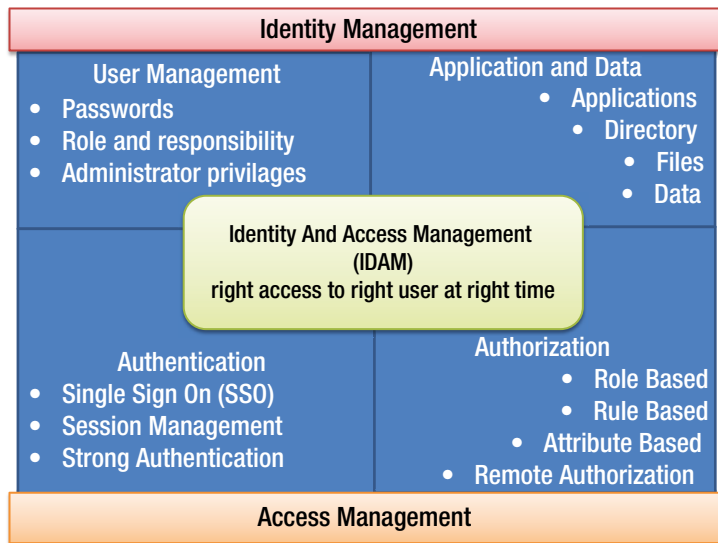 Identity Management
User Management
• Passwords
• Role and responsibility
• Administrator privilages
Application and Data
• Applications
• Directory
• Files
• Data
Identity And Access Management
(IDAM)
right access to right user at right time
Authentication
• Single Sign On (SSO)
• Session Management
• Strong Authentication
Authorization
• Role Based
• Rule Based
• Attribute Based
• Remote Authorization
Access Management